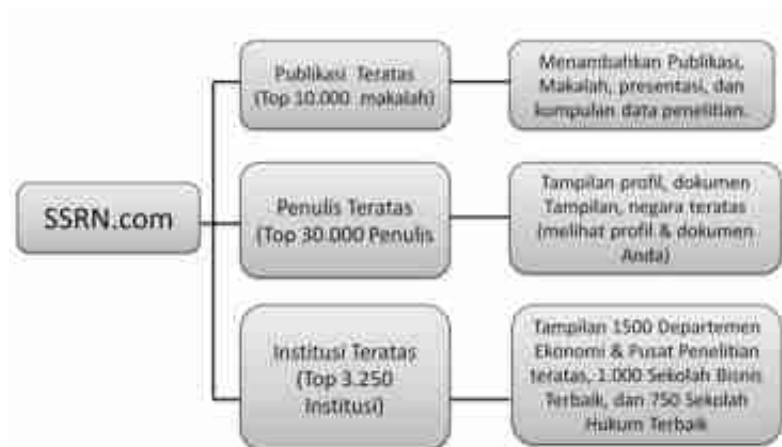 SSRN.com
Publikasi Teratas
(Top 10.000 makalah)
Menambahkan Publikasi,
Makalah, presentasi, dan
kumpulan data penelitian.
Penulis Teratas
(Top 30.000 Penulis
Tampilan profil, dokumen
Tampilan, negara teratas
(melihat profil & dokumen
Anda)
Institusi Teratas
(Top 3.250
Institusi)
Tampilan 1500 Departemen
Ekonomi & Pusat Penelitian
teratas, 1.000 Sekolah Bisnis
Terbaik, dan 750 Sekolah
Hukum Terbaik